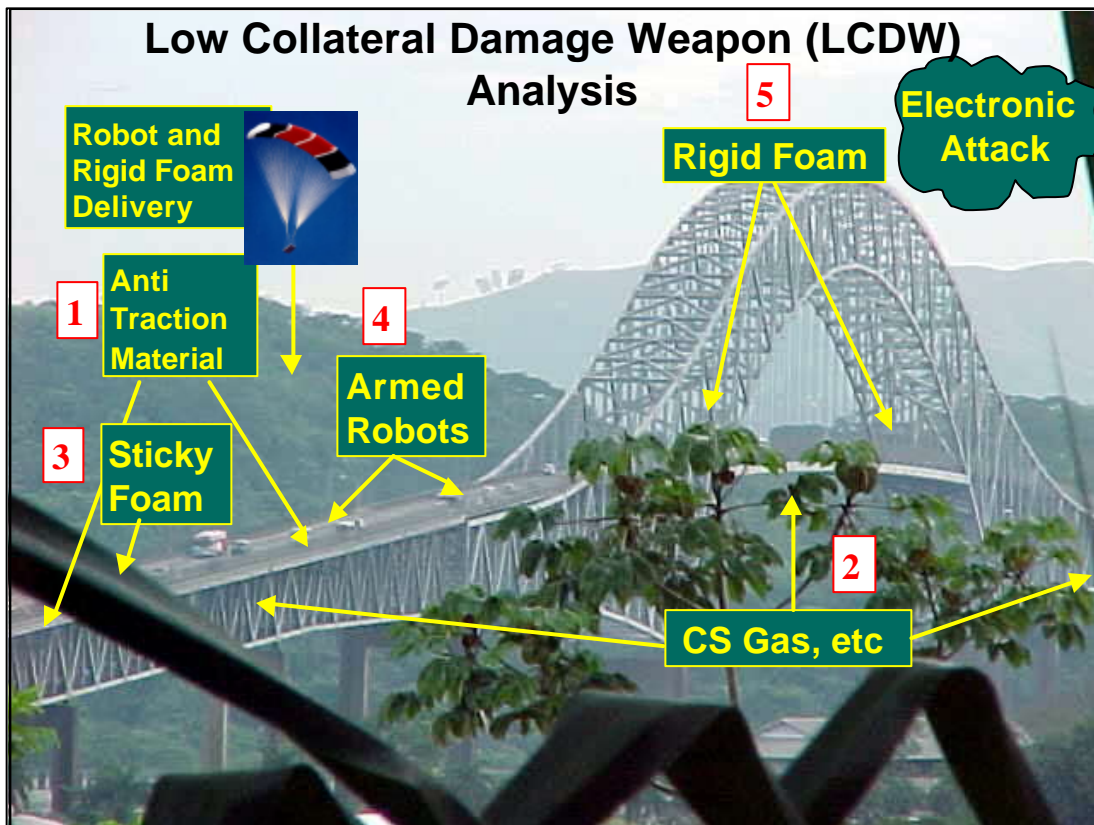 Low Collateral Damage Weapon (LCDW)
Analysis
5
Electronic
Attack
Robot and
Rigid Foam
Delivery
Rigid Foam
1
Anti
Traction
Material
4
Armed
Robots
3
Sticky
Foam
2
CS Gas, etc